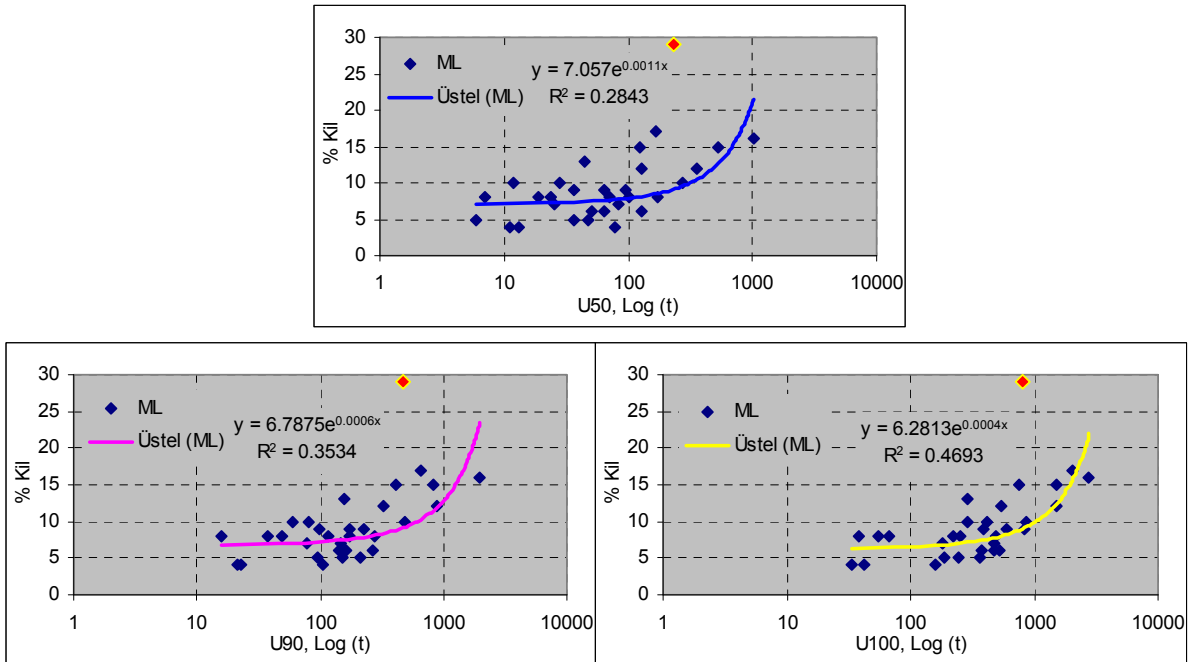 30
25
20
15
10
5
0
% Kil
ML
Üstel (ML)
y = 7.057e^0.0011x
R² = 0.2843
1 10 100 1000 10000
U50, Log (t)
30
25
20
15
10
5
0
% Kil
ML
Üstel (ML)
y = 6.7875e^0.0006x
R² = 0.3534
1 10 100 1000 10000
U90, Log (t)
30
25
20
15
10
5
0
% Kil
ML
Üstel (ML)
y = 6.2813e^0.0004x
R² = 0.4693
1 10 100 1000 10000
U100, Log (t)